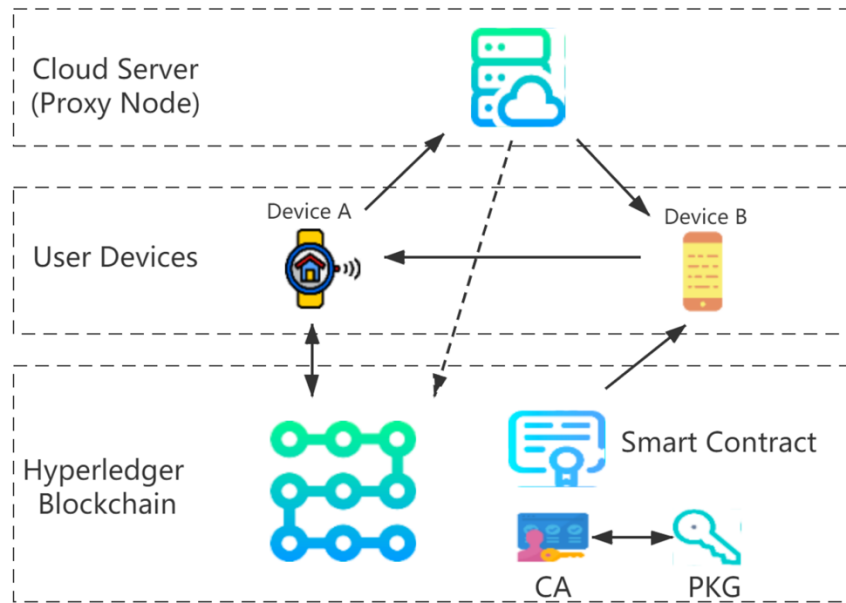 Cloud Server
(Proxy Node)
Device A
Device B
User Devices
Hyperledger
Blockchain
Smart Contract
CA
PKG